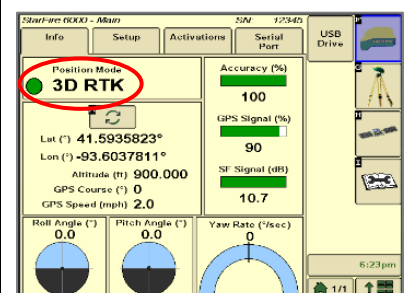 StarFire 6000 - Main SN: 12345
Info Setup Activations Serial Port
USB Drive
Position Mode
3D RTK
Accuracy (%)
100
GPS Signal (%)
90
SF Signal (dB)
10.7
Lat (°) 41.5935823°
Lon (°) -93.6037811°
Altitude (ft) 900.000
GPS Course (°) 0
GPS Speed (mph) 2.0
Roll Angle (°)
0.0
Pitch Angle (°)
0.0
Yaw Rate (°/sec)
0
6:23pm
1/1